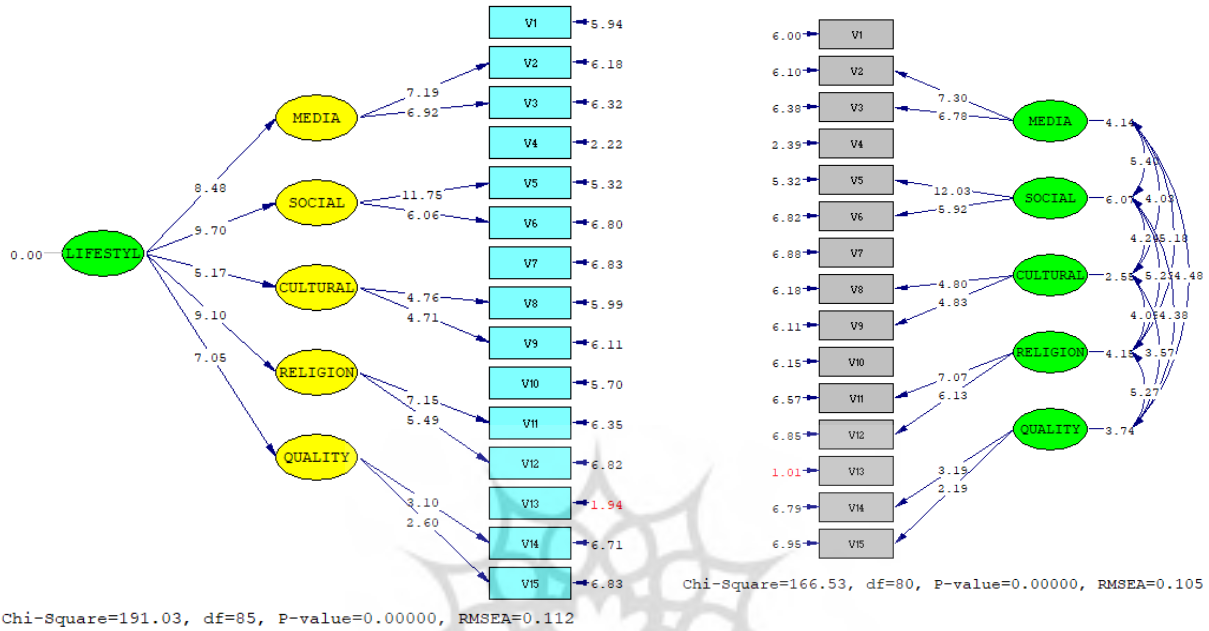 V1
5.94
V2
6.18
7.19
6.92
V3
6.32
MEDIA
V4
2.22
8.48
11.75
V5
5.32
SOCIAL
6.06
V6
6.80
9.70
0.00
LIFESTYL
V7
6.83
5.17
CULTURAL
4.76
V8
5.99
4.71
9.10
V9
6.11
7.05
RELIGION
V10
5.70
7.15
5.49
V11
6.35
QUALITY
V12
6.82
3.10
V13
1.94
2.60
V14
6.71
V15
6.83
Chi-Square=191.03, df=85, P-value=0.00000, RMSEA=0.112
6.00
V1
6.10
V2
7.30
6.38
V3
6.78
MEDIA
4.14
2.39
V4
5.40
5.32
V5
12.03
SOCIAL
6.07
4.03
6.82
V6
5.92
6.88
V7
5.18
CULTURAL
4.48
6.18
V8
4.80
4.83
6.11
V9
4.38
6.15
V10
RELIGION
3.57
7.07
6.57
V11
6.13
5.27
6.85
V12
QUALITY
3.74
1.01
V13
3.19
2.19
6.79
V14
6.95
V15
Chi-Square=166.53, df=80, P-value=0.00000, RMSEA=0.105